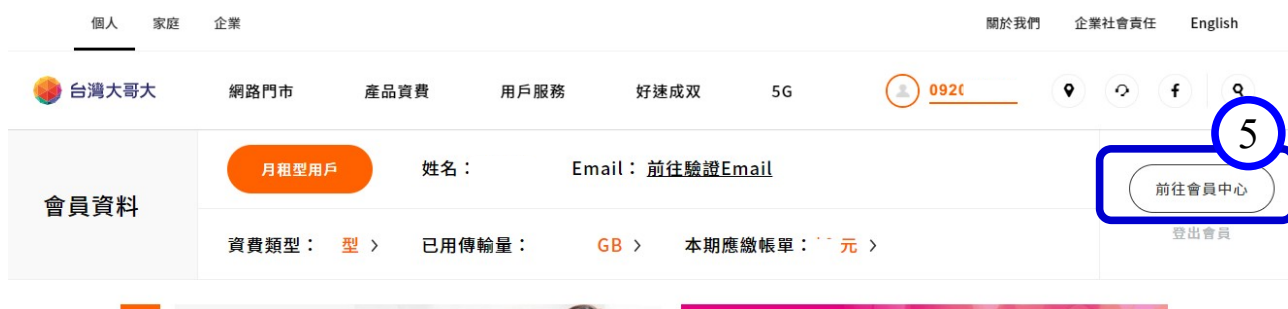 個人 家庭 企業 關於我們 企業社會責任 English
台灣大哥大 網路門市 產品資費 用戶服務 好速成双 5G 0920
5
月租型用戶 姓名： Email： 前往驗證Email 前往會員中心
會員資料
資費類型： 型 > 已用傳輸量： GB > 本期應繳帳單： 元 > 登出會員